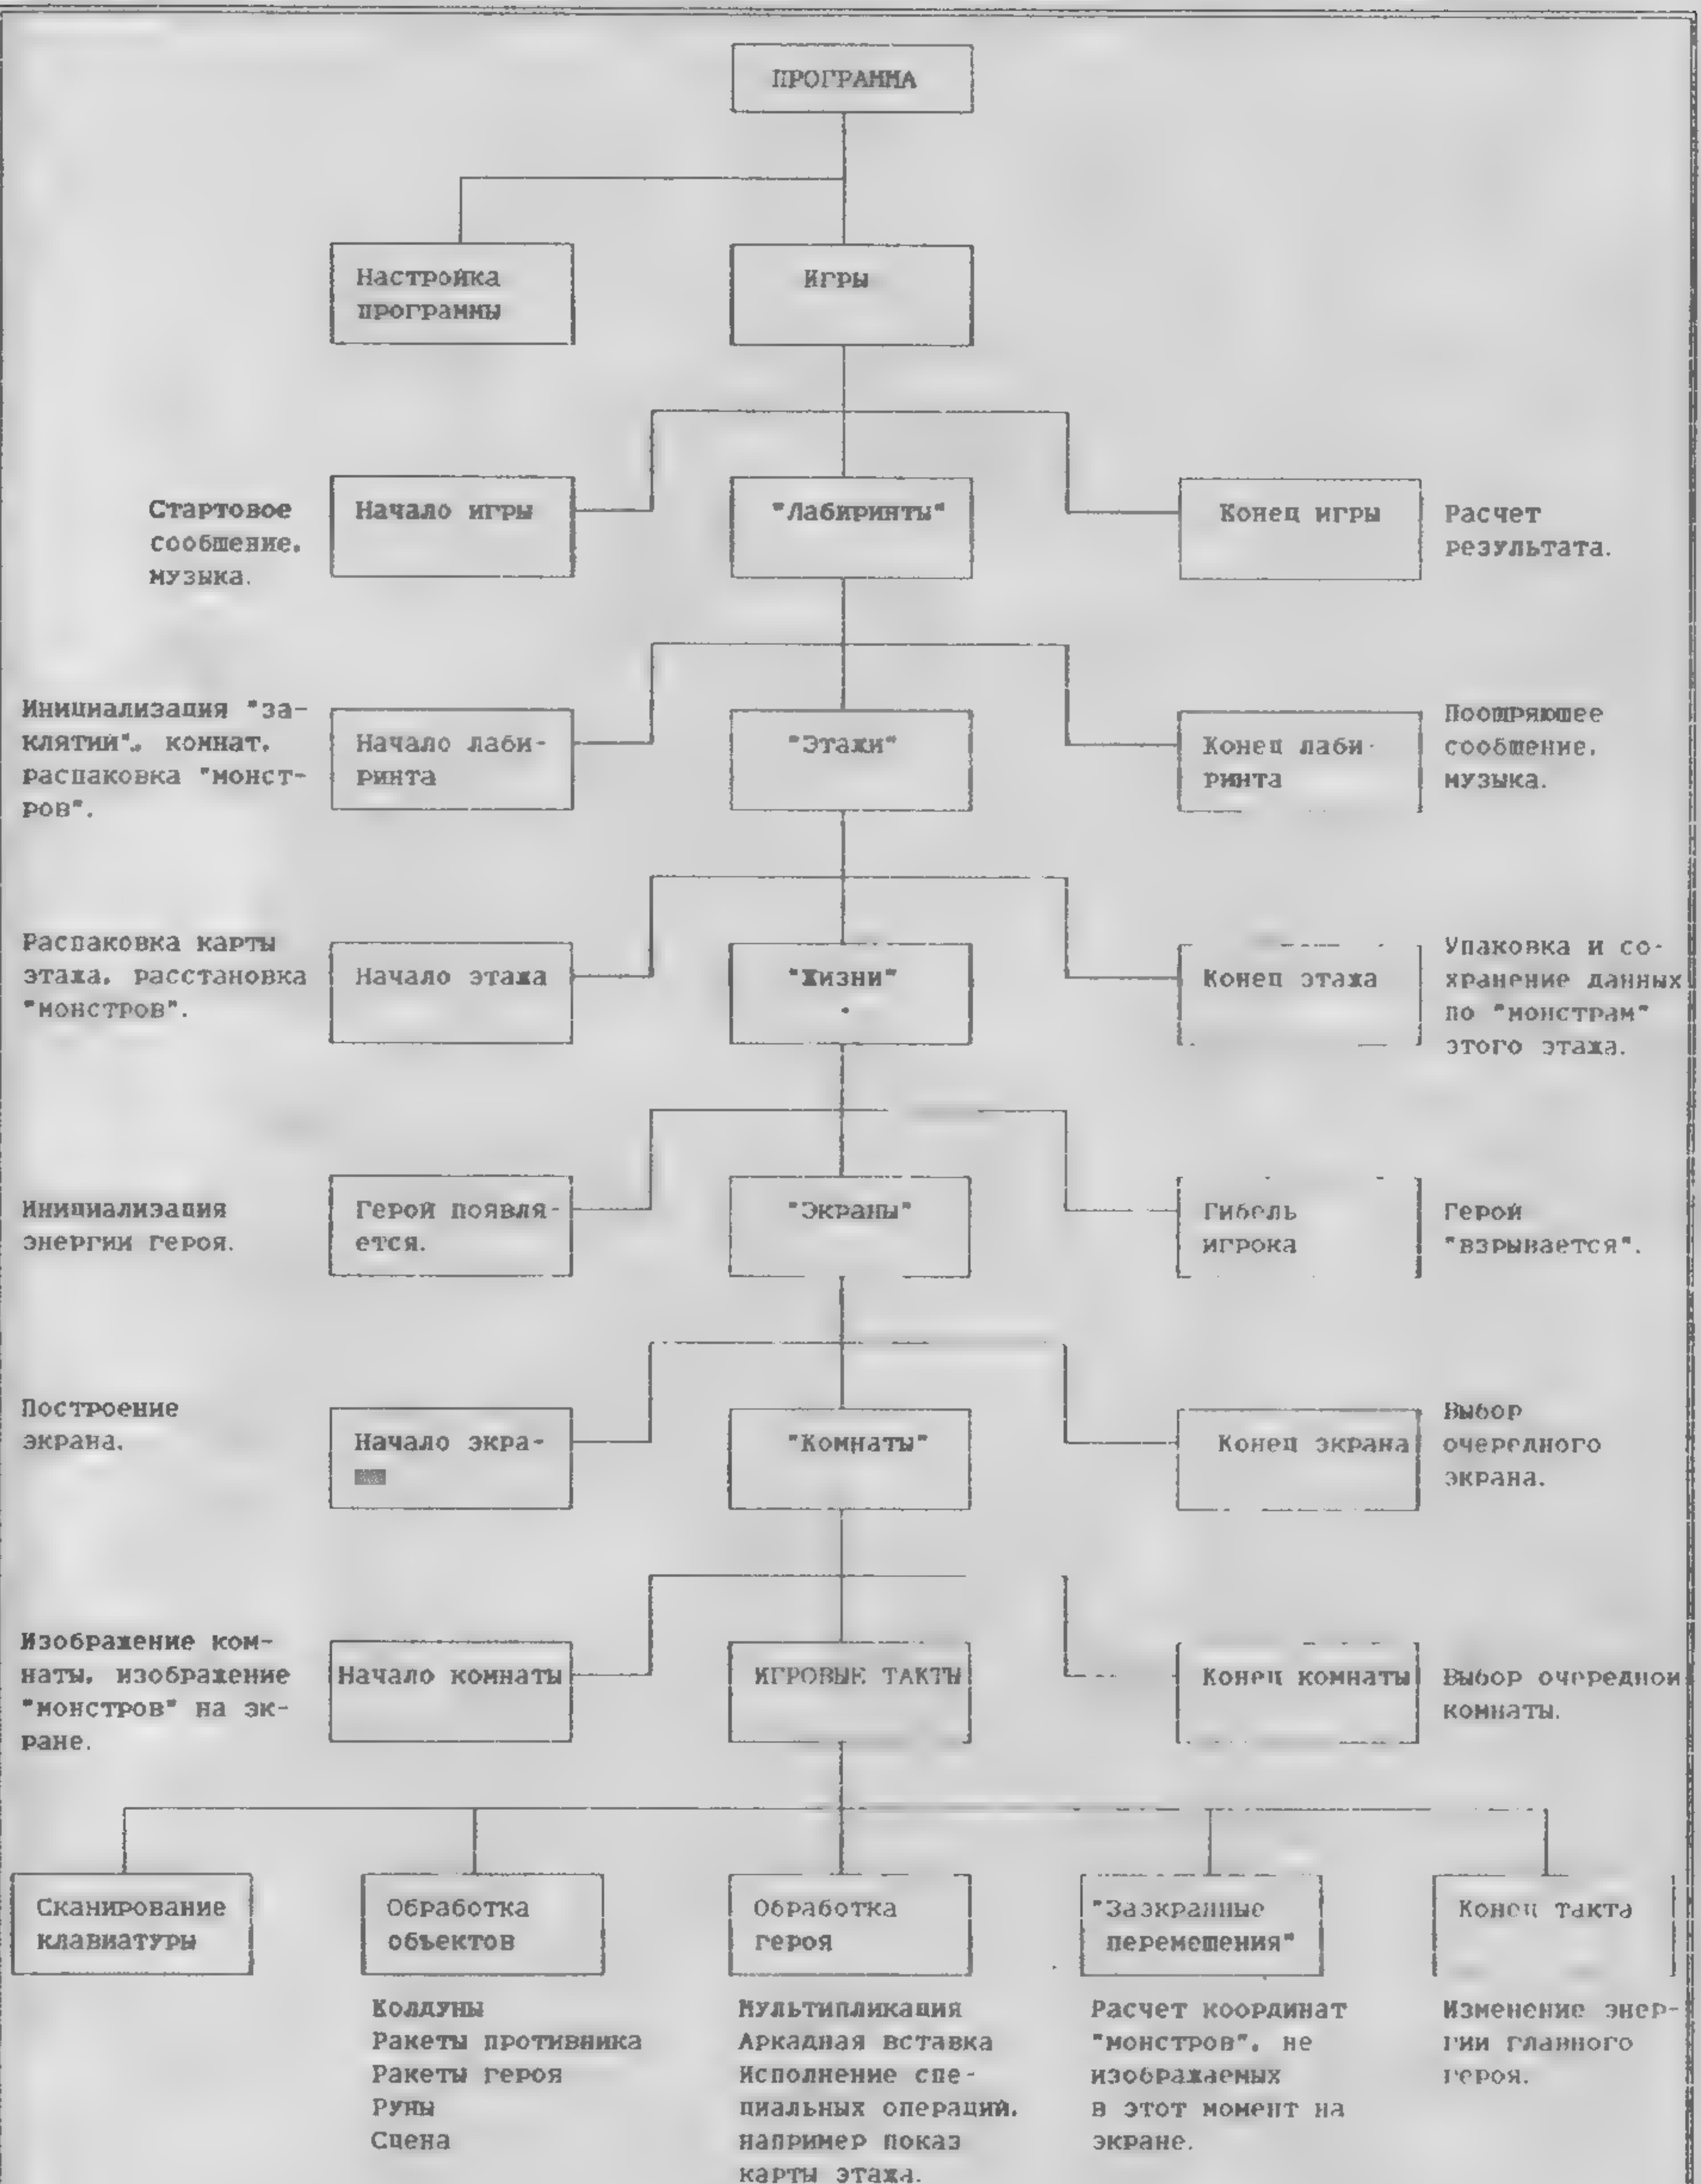 ПРОГРАММА
Настройка
программы
Игры
Стартовое
сообщение,
музыка.
Начало игры
"Лабиринты"
Конец игры
Расчет
результата.
Инициализация "за-
клятий", комнат,
распаковка "монст-
ров".
Начало лаби-
ринта
"Этажи"
Конец лаби-
ринта
Поощряющее
сообщение,
музыка.
Распаковка карты
этажа, расстановка
"монстров".
Начало этажа
"Жизни"
Конец этажа
Упаковка и со-
хранение данных
по "монстрам"
этого этажа.
Инициализация
энергии героя.
Герой появля-
ется.
"Экраны"
Гибель
игрока
Герой
"взрывается".
Построение
экрана.
Начало экра-
"Комнаты"
Конец экрана
Выбор
очередного
экрана.
Изображение ком-
наты, изображение
"монстров" на эк-
ране.
Начало комнаты
ИГРОВЫЕ ТАКТЫ
Конец комнаты
Выбор очередной
комнаты.
Сканирование
клавиатуры
Обработка
объектов
Колдуны
Ракеты противника
Ракеты героя
Руны
Сцена
Обработка
героя
Мультипликация
Аркадная вставка
Исполнение спе-
циальных операций,
например показ
карты этажа.
"Заэкранные
перемещения"
Расчет координат
"монстров", не
изображаемых
в этот момент на
экране.
Конец такта
Изменение энер-
гии главного
героя.